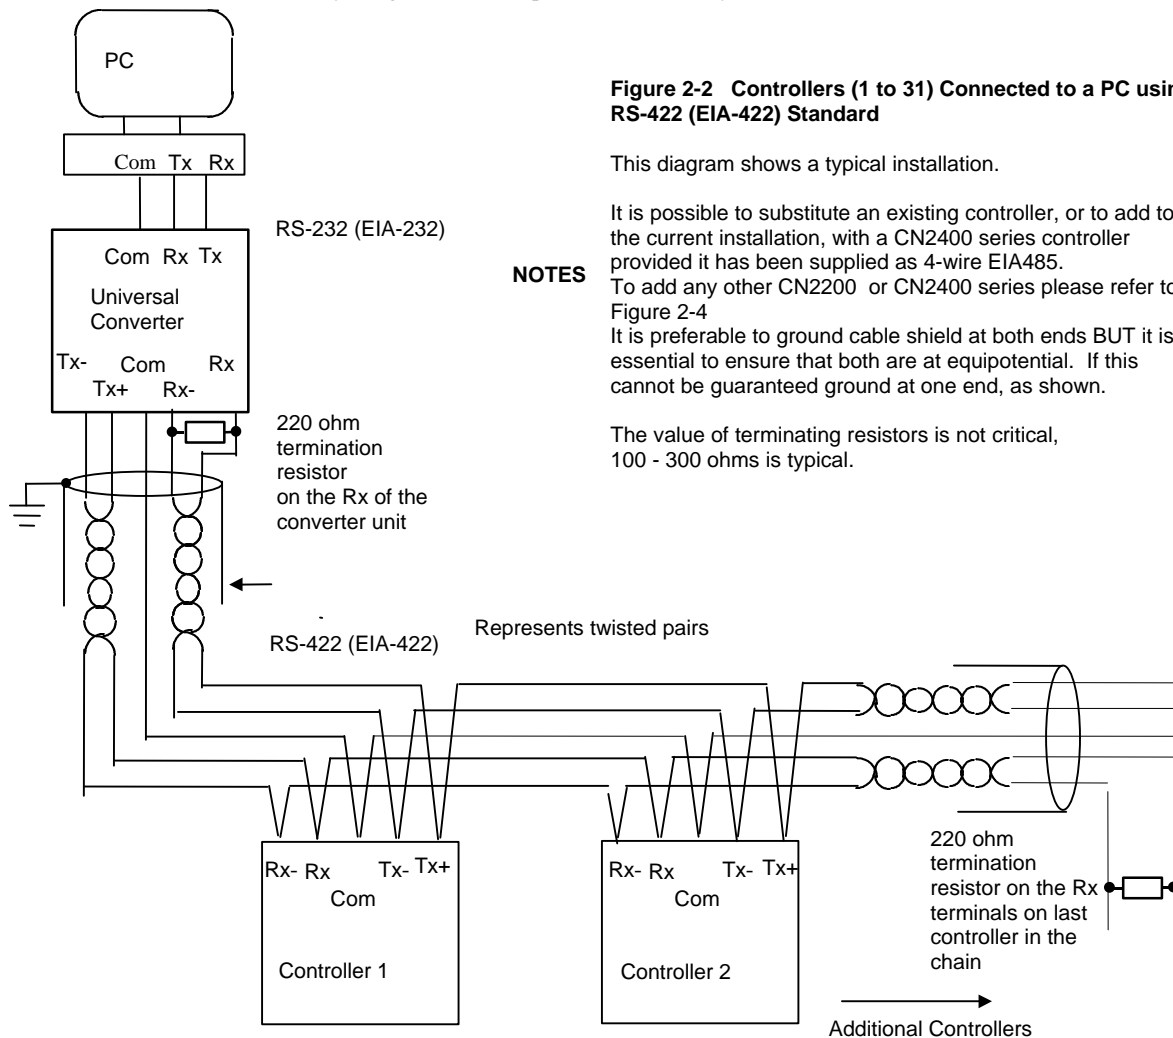 PC
Com Tx Rx
RS-232 (EIA-232)
Com Rx Tx
Universal
Converter
Tx- Com Rx
Tx+ Rx-
220 ohm
termination
resistor
on the Rx of the
converter unit
Figure 2-2 Controllers (1 to 31) Connected to a PC
RS-422 (EIA-422) Standard
This diagram shows a typical installation.
NOTES
It is possible to substitute an existing controller, or to add to
the current installation, with a CN2400 series controller
provided it has been supplied as 4-wire EIA485.
To add any other CN2200 or CN2400 series please refer to
Figure 2-4
It is preferable to ground cable shield at both ends BUT it is
essential to ensure that both are at equipotential. If this
cannot be guaranteed ground at one end, as shown.
The value of terminating resistors is not critical,
100 - 300 ohms is typical.
RS-422 (EIA-422)
Represents twisted pairs
Rx- Rx Tx- Tx+
Com
Controller 1
Rx- Rx Tx- Tx+
Com
Controller 2
220 ohm
termination
resistor on the Rx
terminals on last
controller in the
chain
Additional Controllers